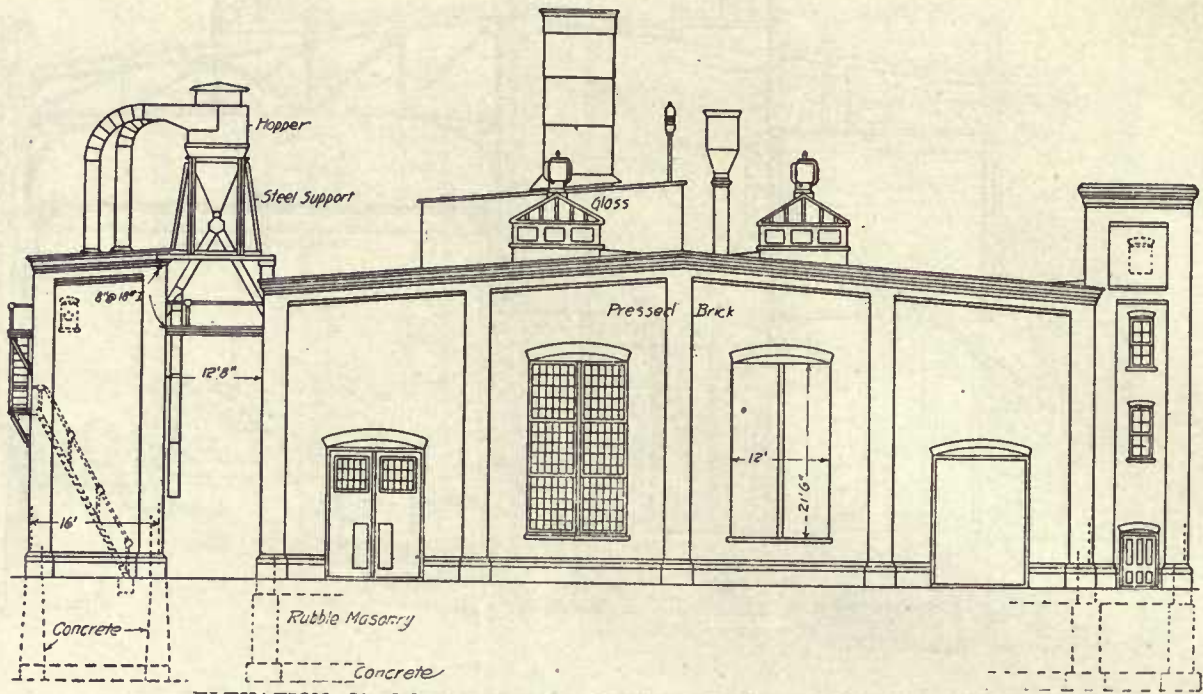 Hopper
Steel Support
Glass
8"@18# I
Pressed Brick
12'8"
12'
21'6"
16'
Rubble Masonry
Concrete
Concrete